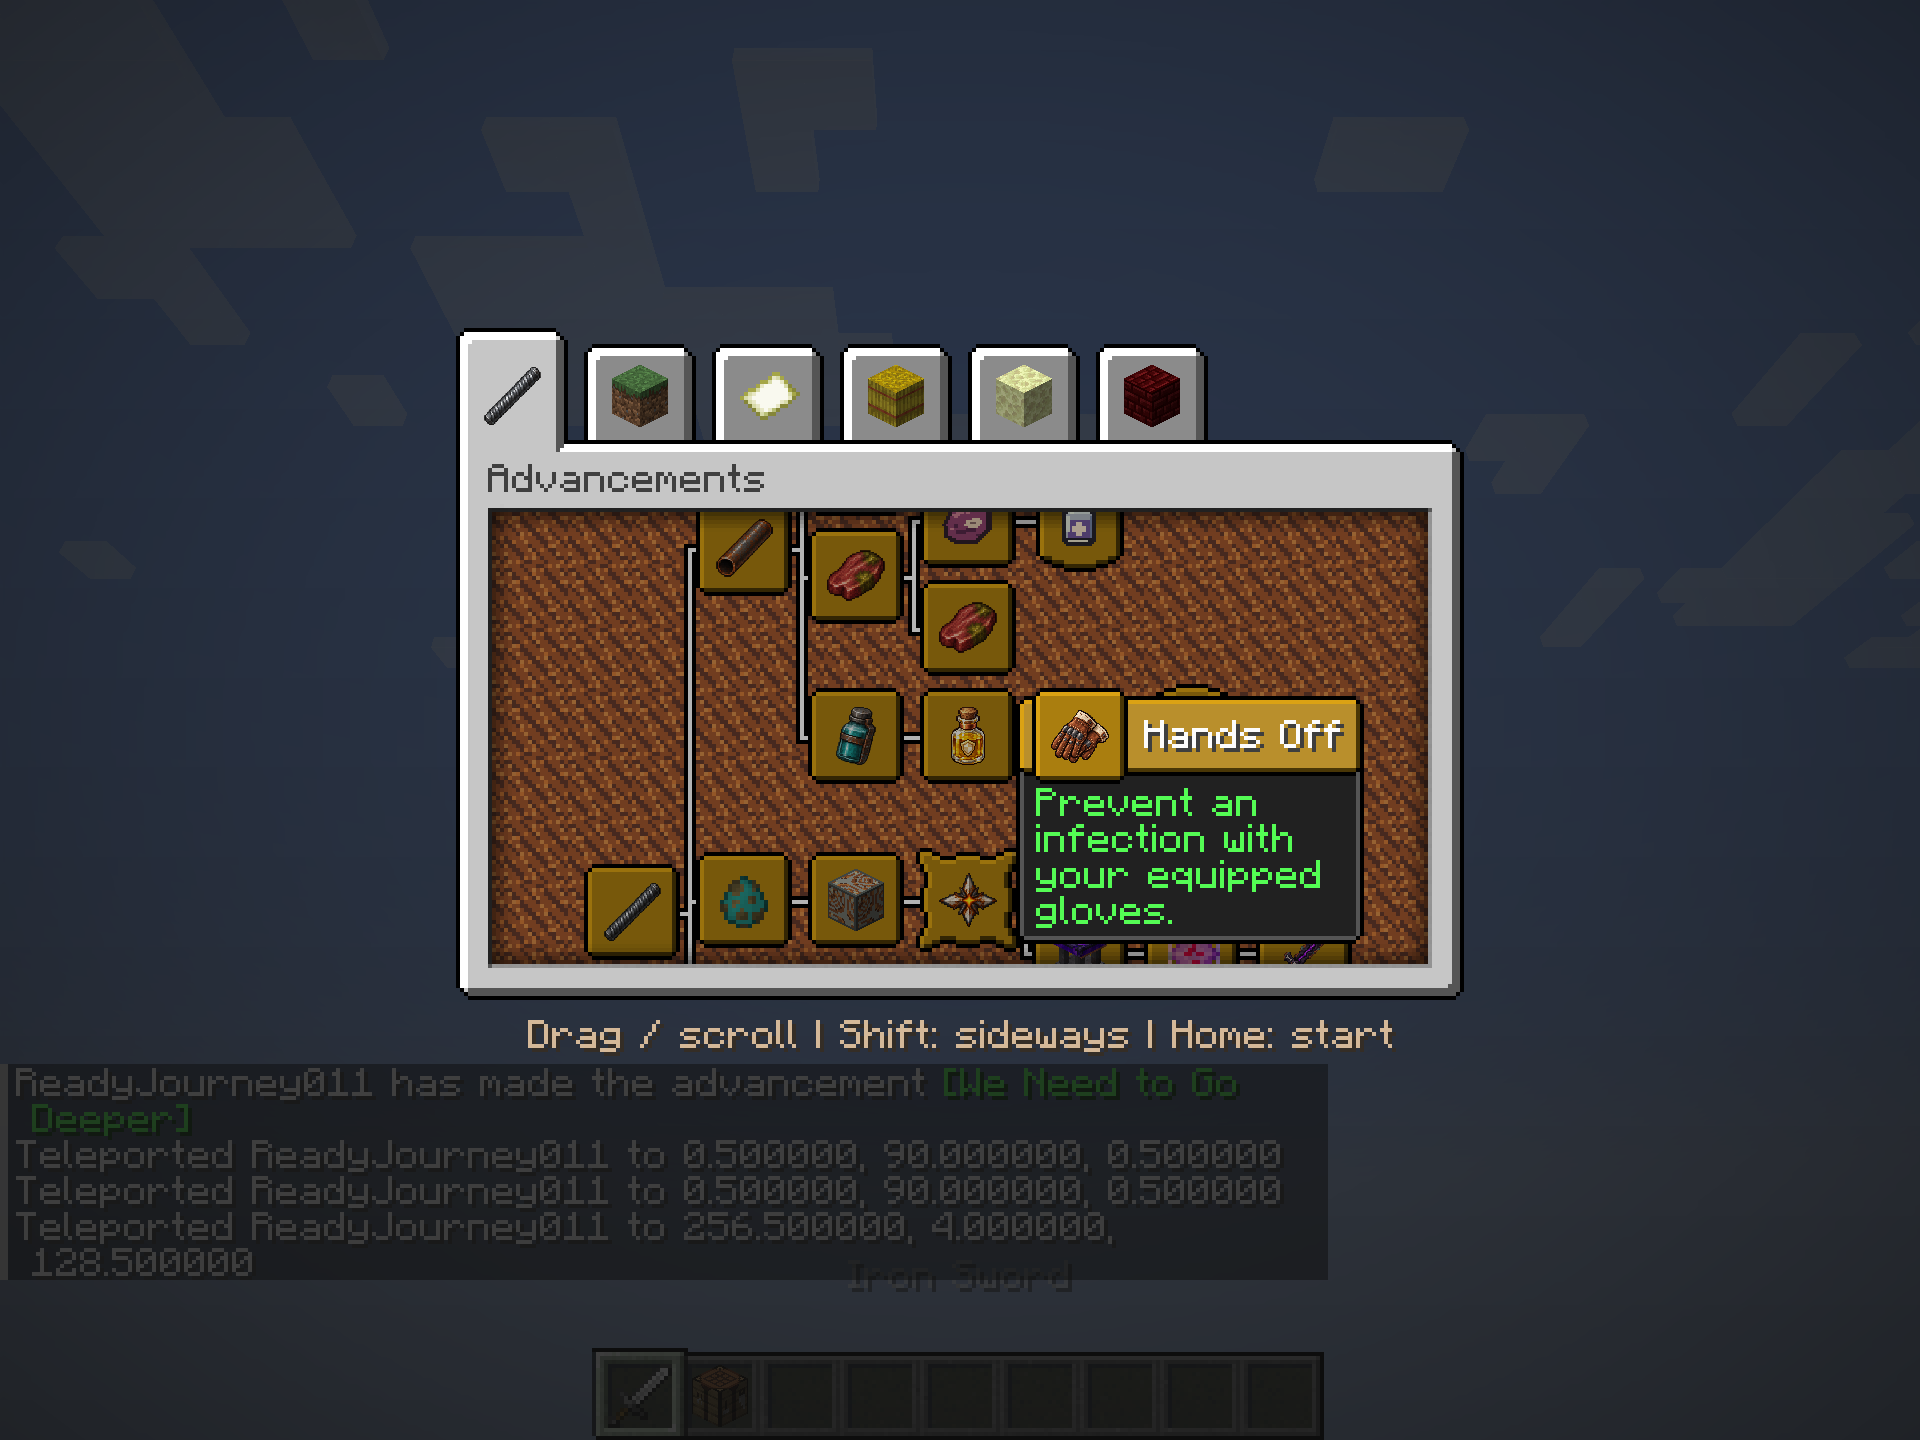 Advancements
Hands Off
Prevent an
infection with
your equipped
gloves.
Drag / scroll | Shift: sideways | Home: start
ReadyJourney011 has made the advancement [We Need to Go
Deeper]
Teleported ReadyJourney011 to 0.500000, 90.000000, 0.500000
Teleported ReadyJourney011 to 0.500000, 90.000000, 0.500000
Teleported ReadyJourney011 to 256.500000, 4.000000,
128.500000
Iron Sword